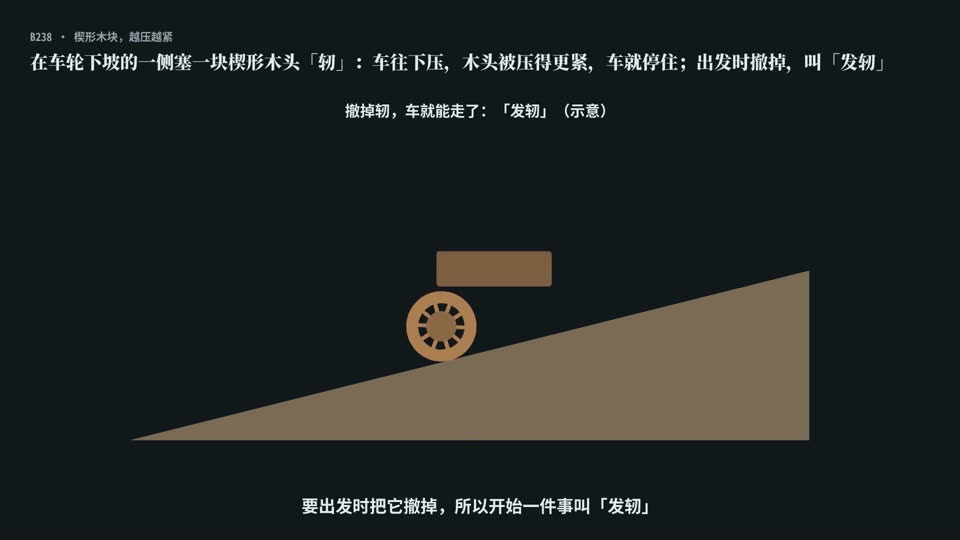 B238 • 楔形木块，越压越紧
在车轮下坡的一侧塞一块楔形木头「轫」：车往下压，木头被压得更紧，车就停住；出发时撤掉，叫「发轫」
撤掉轫，车就能走了：「发轫」（示意）
要出发时把它撤掉，所以开始一件事叫「发轫」